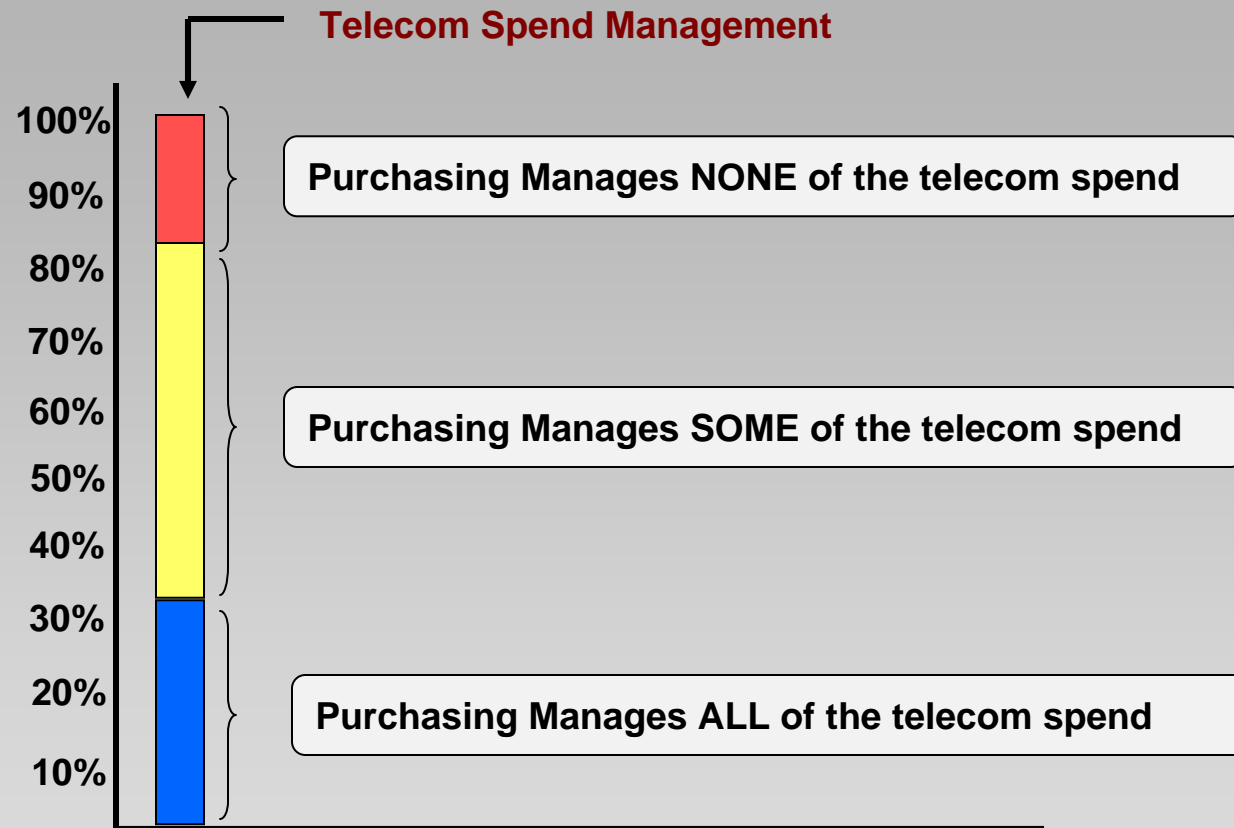 Telecom Spend Management
100%
Purchasing Manages NONE of the telecom spend
90%
80%
70%
60%
Purchasing Manages SOME of the telecom spend
50%
40%
30%
20%
Purchasing Manages ALL of the telecom spend
10%